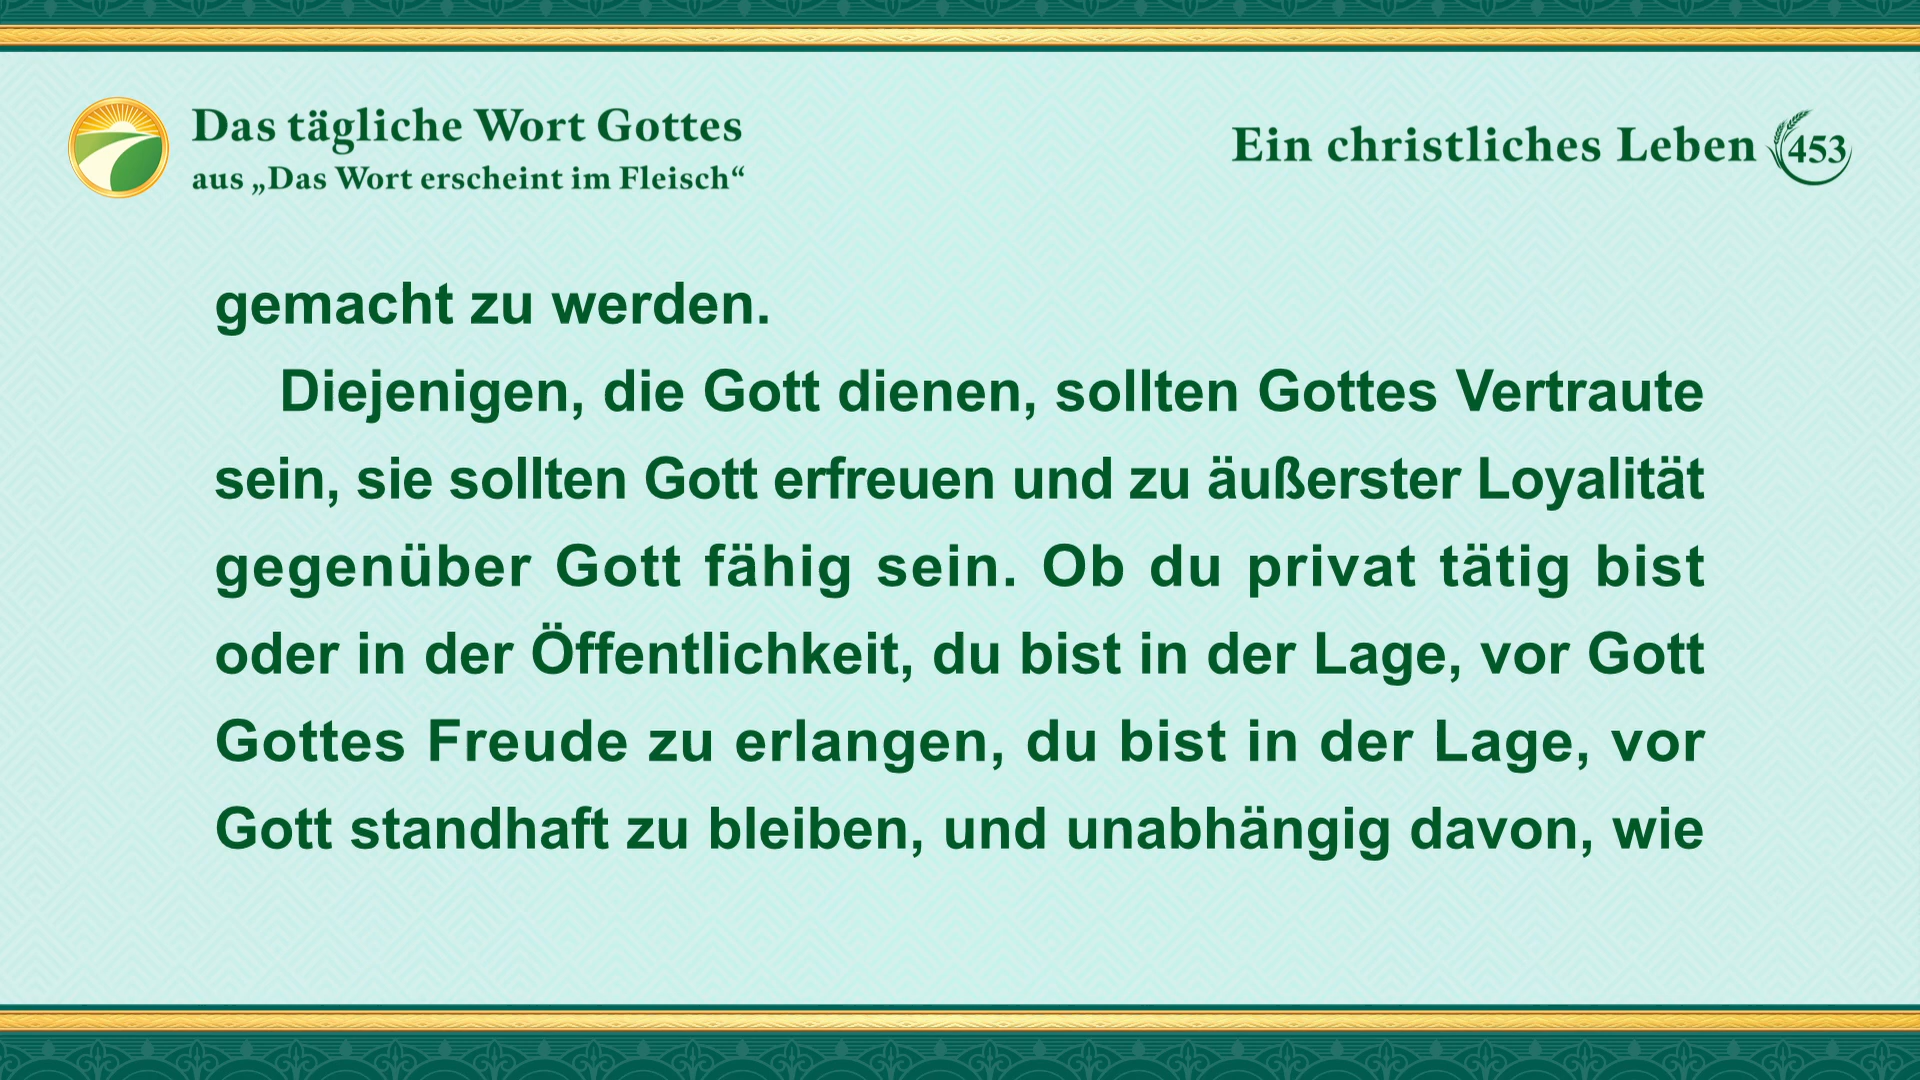 Das tägliche Wort Gottes
aus „Das Wort erscheint im Fleisch“
Ein christliches Leben 453
gemacht zu werden.
Diejenigen, die Gott dienen, sollten Gottes Vertraute
sein, sie sollten Gott erfreuen und zu äußerster Loyalität
gegenüber Gott fähig sein. Ob du privat tätig bist
oder in der Öffentlichkeit, du bist in der Lage, vor Gott
Gottes Freude zu erlangen, du bist in der Lage, vor
Gott standhaft zu bleiben, und unabhängig davon, wie